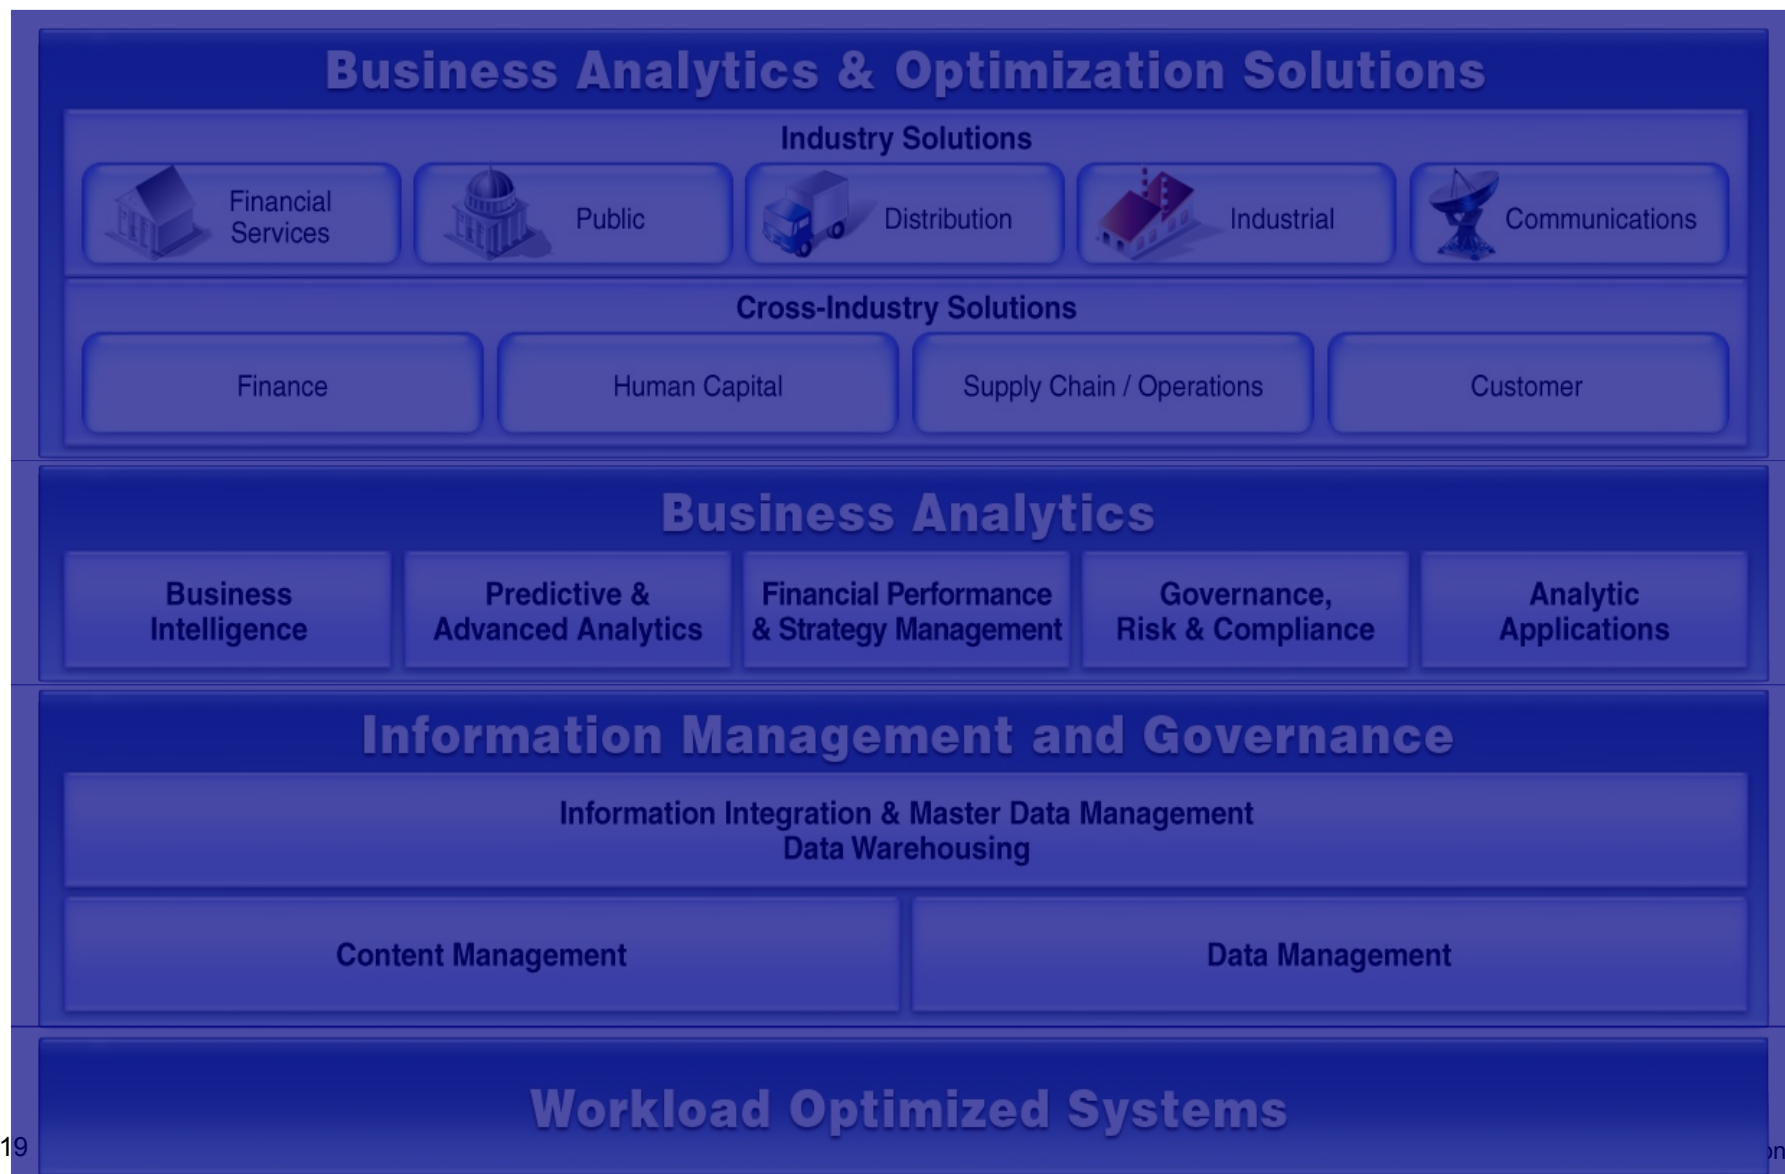 Business Analytics & Optimization Solutions
Industry Solutions
Financial
Services
Public
Distribution
Industrial
Communications
Cross-Industry Solutions
Finance
Human Capital
Supply Chain / Operations
Customer
Business Analytics
Business
Intelligence
Predictive &
Advanced Analytics
Financial Performance
& Strategy Management
Governance,
Risk & Compliance
Analytic
Applications
Information Management and Governance
Information Integration & Master Data Management
Data Warehousing
Content Management
Data Management
Workload Optimized Systems
19